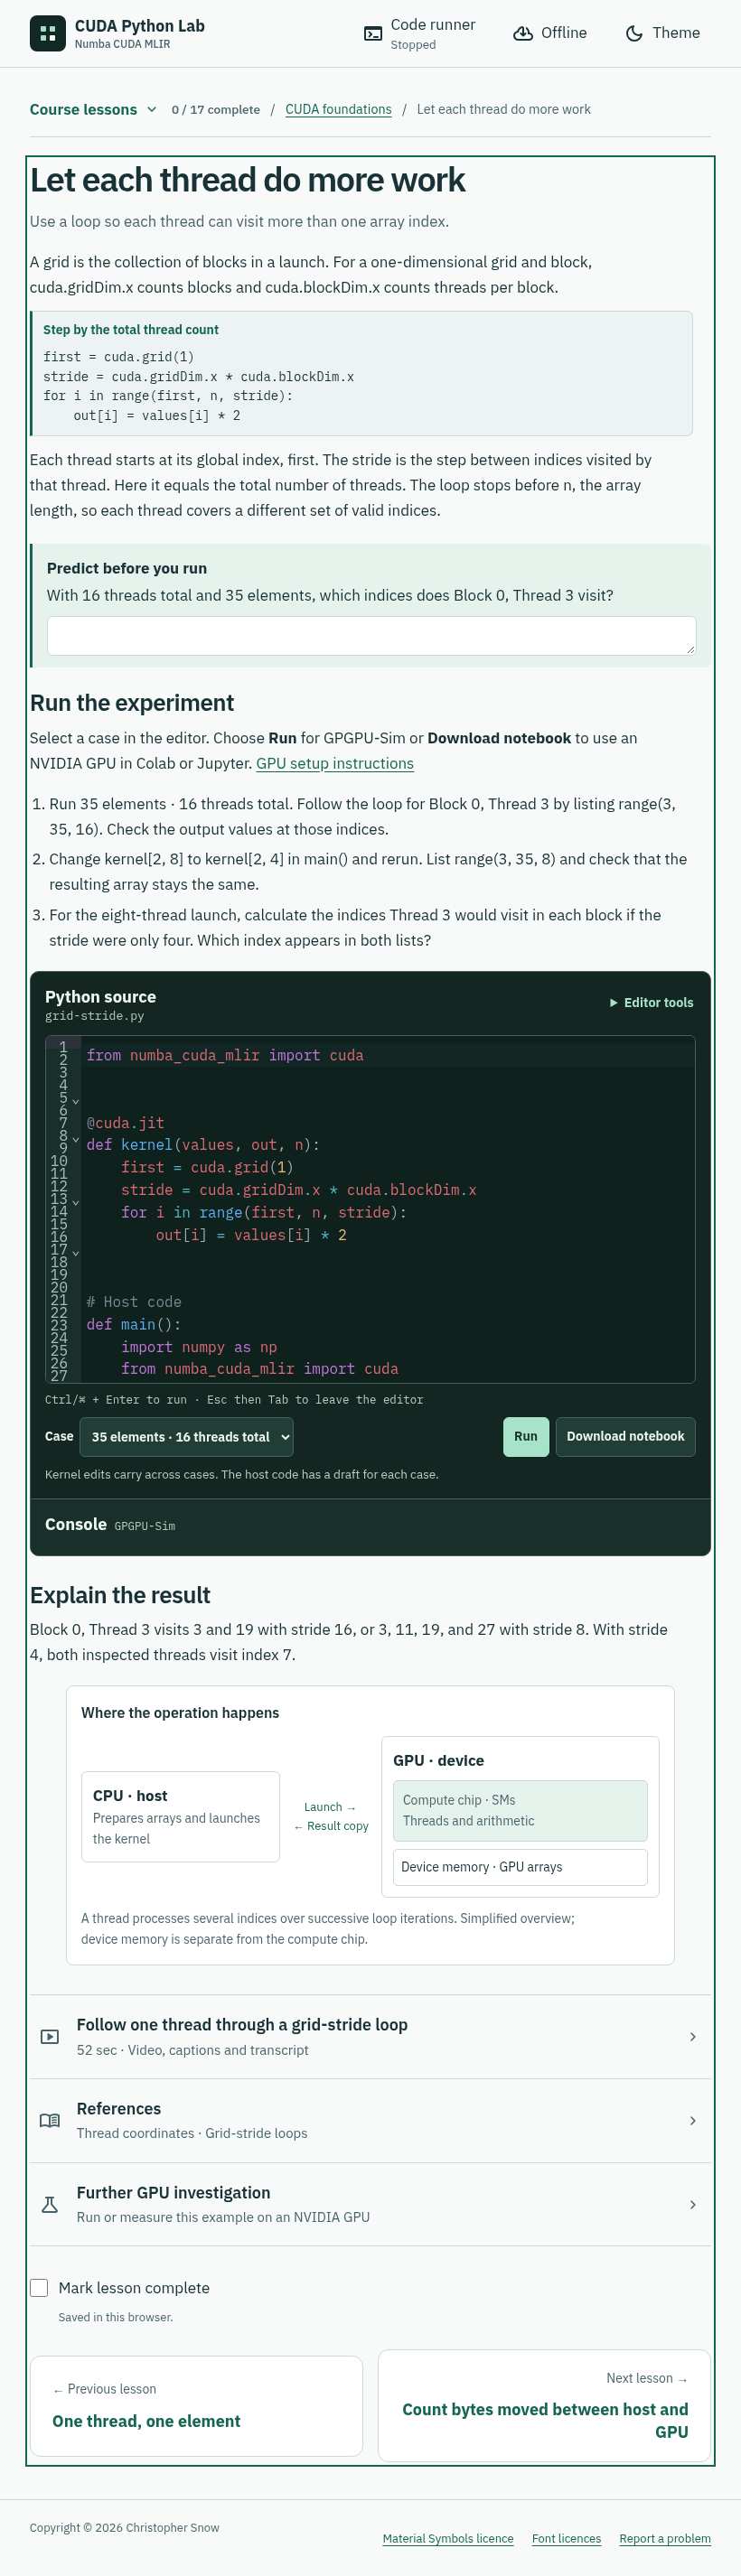 CUDA Python Lab
Numba CUDA MLIR
Code runner
Stopped
Offline
Theme
Course lessons
0 / 17 complete / CUDA foundations / Let each thread do more work
Let each thread do more work
Use a loop so each thread can visit more than one array index.
A grid is the collection of blocks in a launch. For a one-dimensional grid and block,
cuda.gridDim.x counts blocks and cuda.blockDim.x counts threads per block.
Step by the total thread count
first = cuda.grid(1)
stride = cuda.gridDim.x * cuda.blockDim.x
for i in range(first, n, stride):
    out[i] = values[i] * 2
Each thread starts at its global index, first. The stride is the step between indices visited by
that thread. Here it equals the total number of threads. The loop stops before n, the array
length, so each thread covers a different set of valid indices.
Predict before you run
With 16 threads total and 35 elements, which indices does Block 0, Thread 3 visit?
Run the experiment
Select a case in the editor. Choose Run for GPGPU-Sim or Download notebook to use an
NVIDIA GPU in Colab or Jupyter. GPU setup instructions
1. Run 35 elements · 16 threads total. Follow the loop for Block 0, Thread 3 by listing range(3,
35, 16). Check the output values at those indices.
2. Change kernel[2, 8] to kernel[2, 4] in main() and rerun. List range(3, 35, 8) and check that the
resulting array stays the same.
3. For the eight-thread launch, calculate the indices Thread 3 would visit in each block if the
stride were only four. Which index appears in both lists?
Python source
grid-stride.py
▶ Editor tools
1
2
3
4
5
6
7
8
9
10
11
12
13
14
15
16
17
18
19
20
21
22
23
24
25
26
27
from numba_cuda_mlir import cuda
@cuda.jit
def kernel(values, out, n):
    first = cuda.grid(1)
    stride = cuda.gridDim.x * cuda.blockDim.x
    for i in range(first, n, stride):
        out[i] = values[i] * 2
# Host code
def main():
    import numpy as np
    from numba_cuda_mlir import cuda
Ctrl/⌘ + Enter to run · Esc then Tab to leave the editor
Case
35 elements · 16 threads total
Run
Download notebook
Kernel edits carry across cases. The host code has a draft for each case.
Console GPGPU-Sim
Explain the result
Block 0, Thread 3 visits 3 and 19 with stride 16, or 3, 11, 19, and 27 with stride 8. With stride
4, both inspected threads visit index 7.
Where the operation happens
CPU · host
Prepares arrays and launches
the kernel
Launch →
← Result copy
GPU · device
Compute chip · SMs
Threads and arithmetic
Device memory · GPU arrays
A thread processes several indices over successive loop iterations. Simplified overview;
device memory is separate from the compute chip.
Follow one thread through a grid-stride loop
52 sec · Video, captions and transcript
References
Thread coordinates · Grid-stride loops
Further GPU investigation
Run or measure this example on an NVIDIA GPU
Mark lesson complete
Saved in this browser.
← Previous lesson
One thread, one element
Next lesson →
Count bytes moved between host and
GPU
Copyright © 2026 Christopher Snow
Material Symbols licence
Font licences
Report a problem